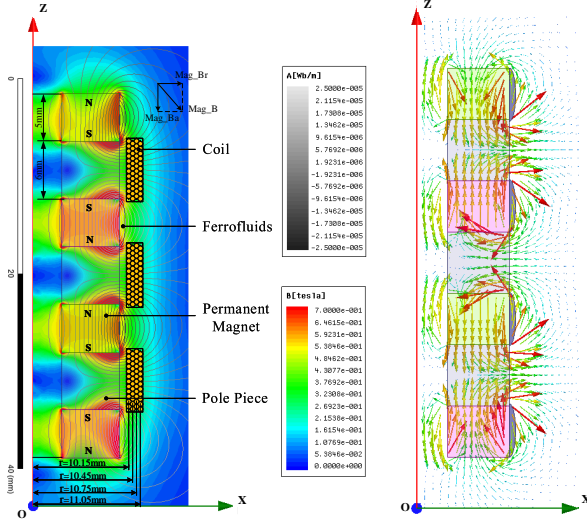 Z
0
N
5mm
S
6mm
S
N
N
S
S
N
20
40 (mm)
Mag_Br
Mag_B
Mag_Ba
Coil
Ferrofluids
Permanent
Magnet
Pole Piece
r=10.15mm
r=10.45mm
r=10.75mm
r=11.05mm
O
X
A[Wb/m]
2.5000e-005
2.1154e-005
1.7308e-005
1.3462e-005
9.6154e-006
5.7692e-006
1.9231e-006
-1.9231e-006
-5.7692e-006
-9.6154e-006
-1.3462e-005
-1.7308e-005
-2.1154e-005
-2.5000e-005
B[tesla]
7.0000e-001
6.4615e-001
5.9231e-001
5.3846e-001
4.8462e-001
4.3077e-001
3.7692e-001
3.2308e-001
2.6923e-001
2.1538e-001
1.6154e-001
1.0769e-001
5.3846e-002
0.0000e+000
Z
O
X